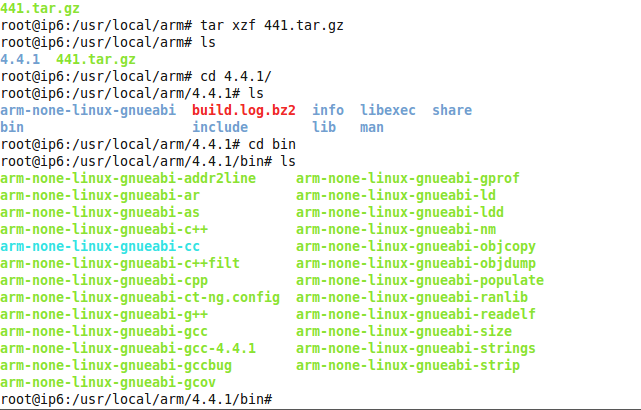 441.tar.gz
root@ip6:/usr/local/arm# tar xzf 441.tar.gz
root@ip6:/usr/local/arm# ls
4.4.1  441.tar.gz
root@ip6:/usr/local/arm# cd 4.4.1/
root@ip6:/usr/local/arm/4.4.1# ls
arm-none-linux-gnueabi  build.log.bz2  info  libexec  share
bin                     include        lib   man
root@ip6:/usr/local/arm/4.4.1# cd bin
root@ip6:/usr/local/arm/4.4.1/bin# ls
arm-none-linux-gnueabi-addr2line     arm-none-linux-gnueabi-gprof
arm-none-linux-gnueabi-ar            arm-none-linux-gnueabi-ld
arm-none-linux-gnueabi-as            arm-none-linux-gnueabi-ldd
arm-none-linux-gnueabi-c++           arm-none-linux-gnueabi-nm
arm-none-linux-gnueabi-cc            arm-none-linux-gnueabi-objcopy
arm-none-linux-gnueabi-c++filt       arm-none-linux-gnueabi-objdump
arm-none-linux-gnueabi-cpp           arm-none-linux-gnueabi-populate
arm-none-linux-gnueabi-ct-ng.config  arm-none-linux-gnueabi-ranlib
arm-none-linux-gnueabi-g++           arm-none-linux-gnueabi-readelf
arm-none-linux-gnueabi-gcc           arm-none-linux-gnueabi-size
arm-none-linux-gnueabi-gcc-4.4.1     arm-none-linux-gnueabi-strings
arm-none-linux-gnueabi-gccbug        arm-none-linux-gnueabi-strip
arm-none-linux-gnueabi-gcov
root@ip6:/usr/local/arm/4.4.1/bin#